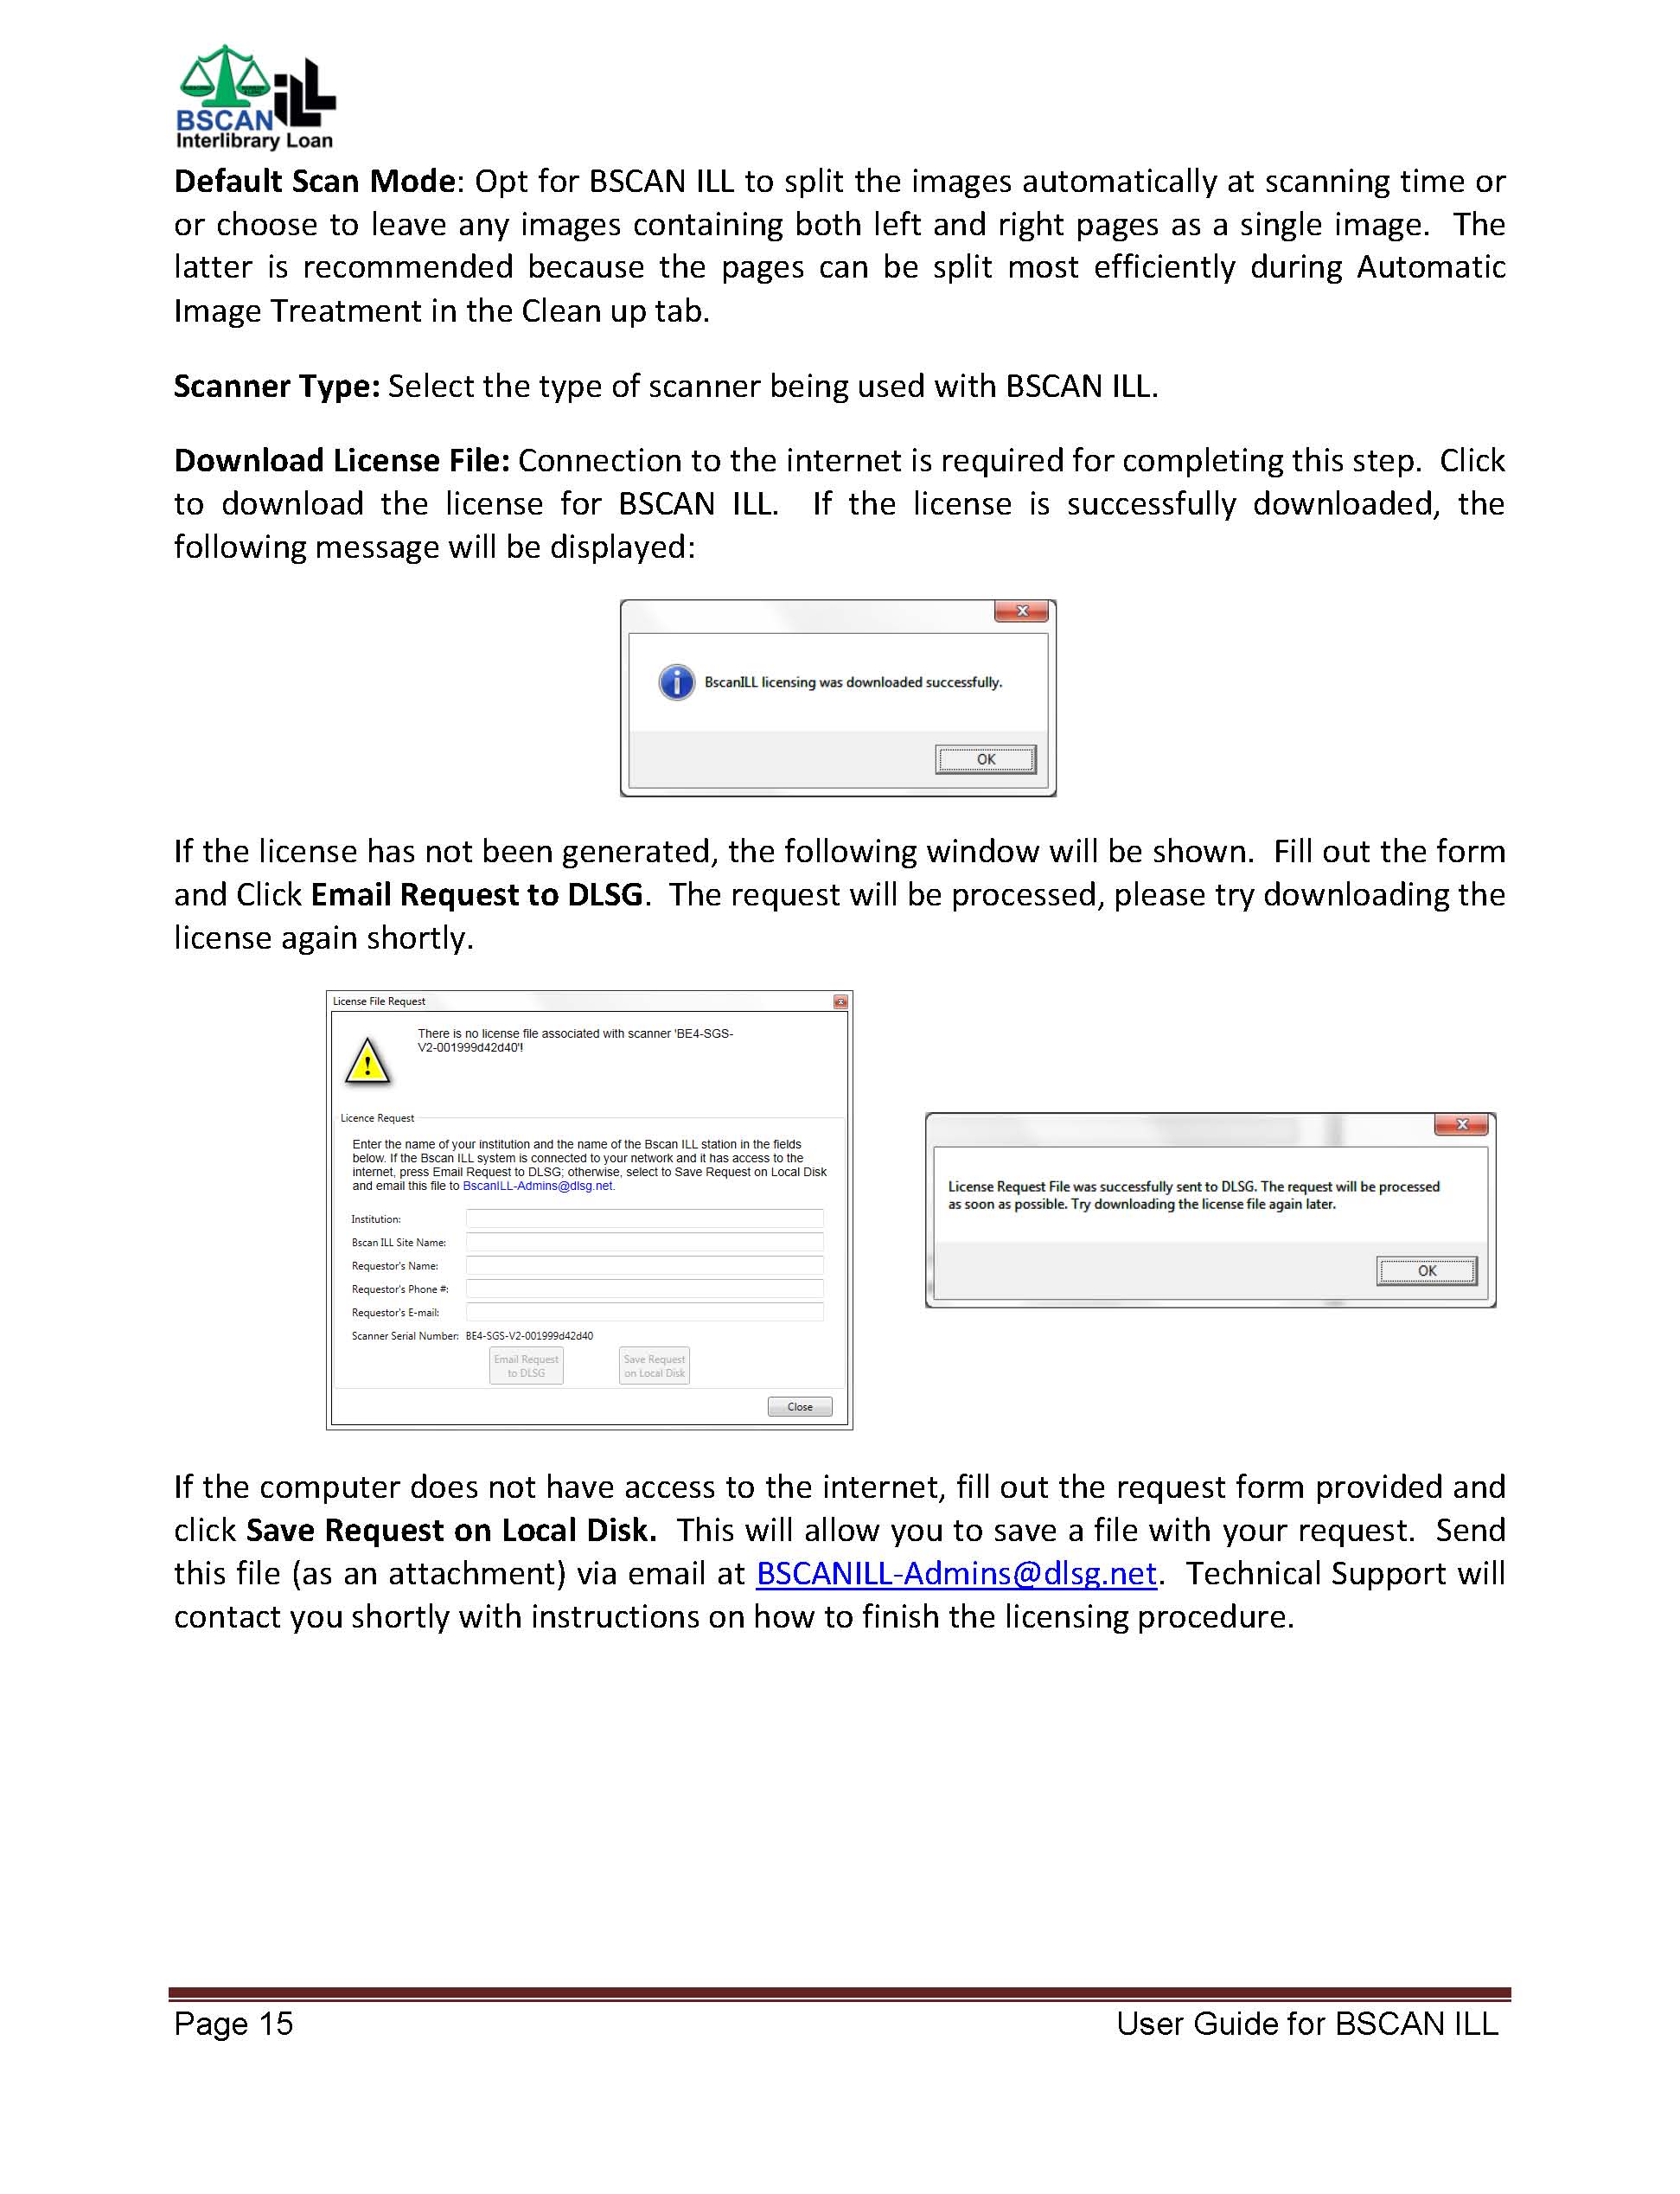 BSCAN ILL
Interlibrary Loan
Default Scan Mode: Opt for BSCAN ILL to split the images automatically at scanning time or
or choose to leave any images containing both left and right pages as a single image. The
latter is recommended because the pages can be split most efficiently during Automatic
Image Treatment in the Clean up tab.
Scanner Type: Select the type of scanner being used with BSCAN ILL.
Download License File: Connection to the internet is required for completing this step. Click
to download the license for BSCAN ILL. If the license is successfully downloaded, the
following message will be displayed:
BscanILL licensing was downloaded successfully.
OK
If the license has not been generated, the following window will be shown. Fill out the form
and Click Email Request to DLSG. The request will be processed, please try downloading the
license again shortly.
License File Request
There is no license file associated with scanner 'BE4-SGS-
V2-001999d42d40'!
Licence Request
Enter the name of your institution and the name of the Bscan ILL station in the fields
below. If the Bscan ILL system is connected to your network and it has access to the
internet, press Email Request to DLSG; otherwise, select to Save Request on Local Disk
and email this file to BscanILL-Admins@dlsg.net.
Institution:
Bscan ILL Site Name:
Requestor's Name:
Requestor's Phone #:
Requestor's E-mail:
Scanner Serial Number: BE4-SGS-V2-001999d42d40
Email Request
to DLSG
Save Request
on Local Disk
Close
License Request File was successfully sent to DLSG. The request will be processed
as soon as possible. Try downloading the license file again later.
OK
If the computer does not have access to the internet, fill out the request form provided and
click Save Request on Local Disk. This will allow you to save a file with your request. Send
this file (as an attachment) via email at BSCANILL-Admins@dlsg.net. Technical Support will
contact you shortly with instructions on how to finish the licensing procedure.
Page 15
User Guide for BSCAN ILL